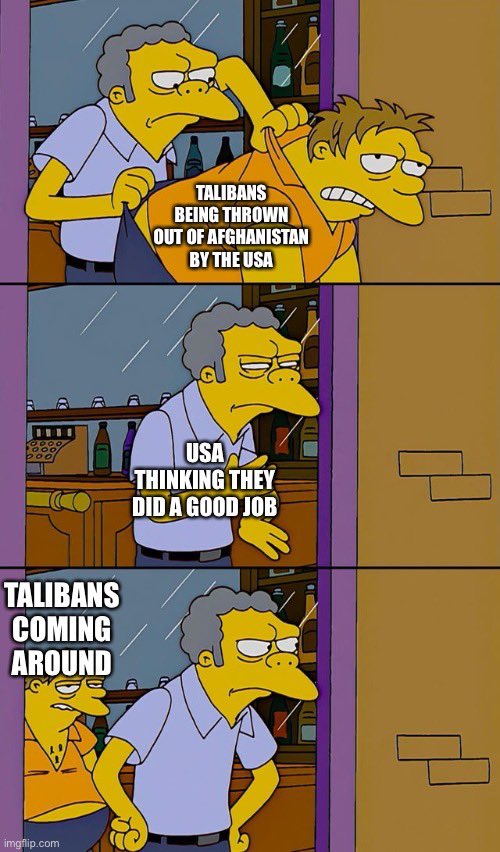 TALIBANS
BEING THROWN
OUT OF AFGHANISTAN
BY THE USA
USA
THINKING THEY
DID A GOOD JOB
TALIBANS
COMING
AROUND
imgflip.com